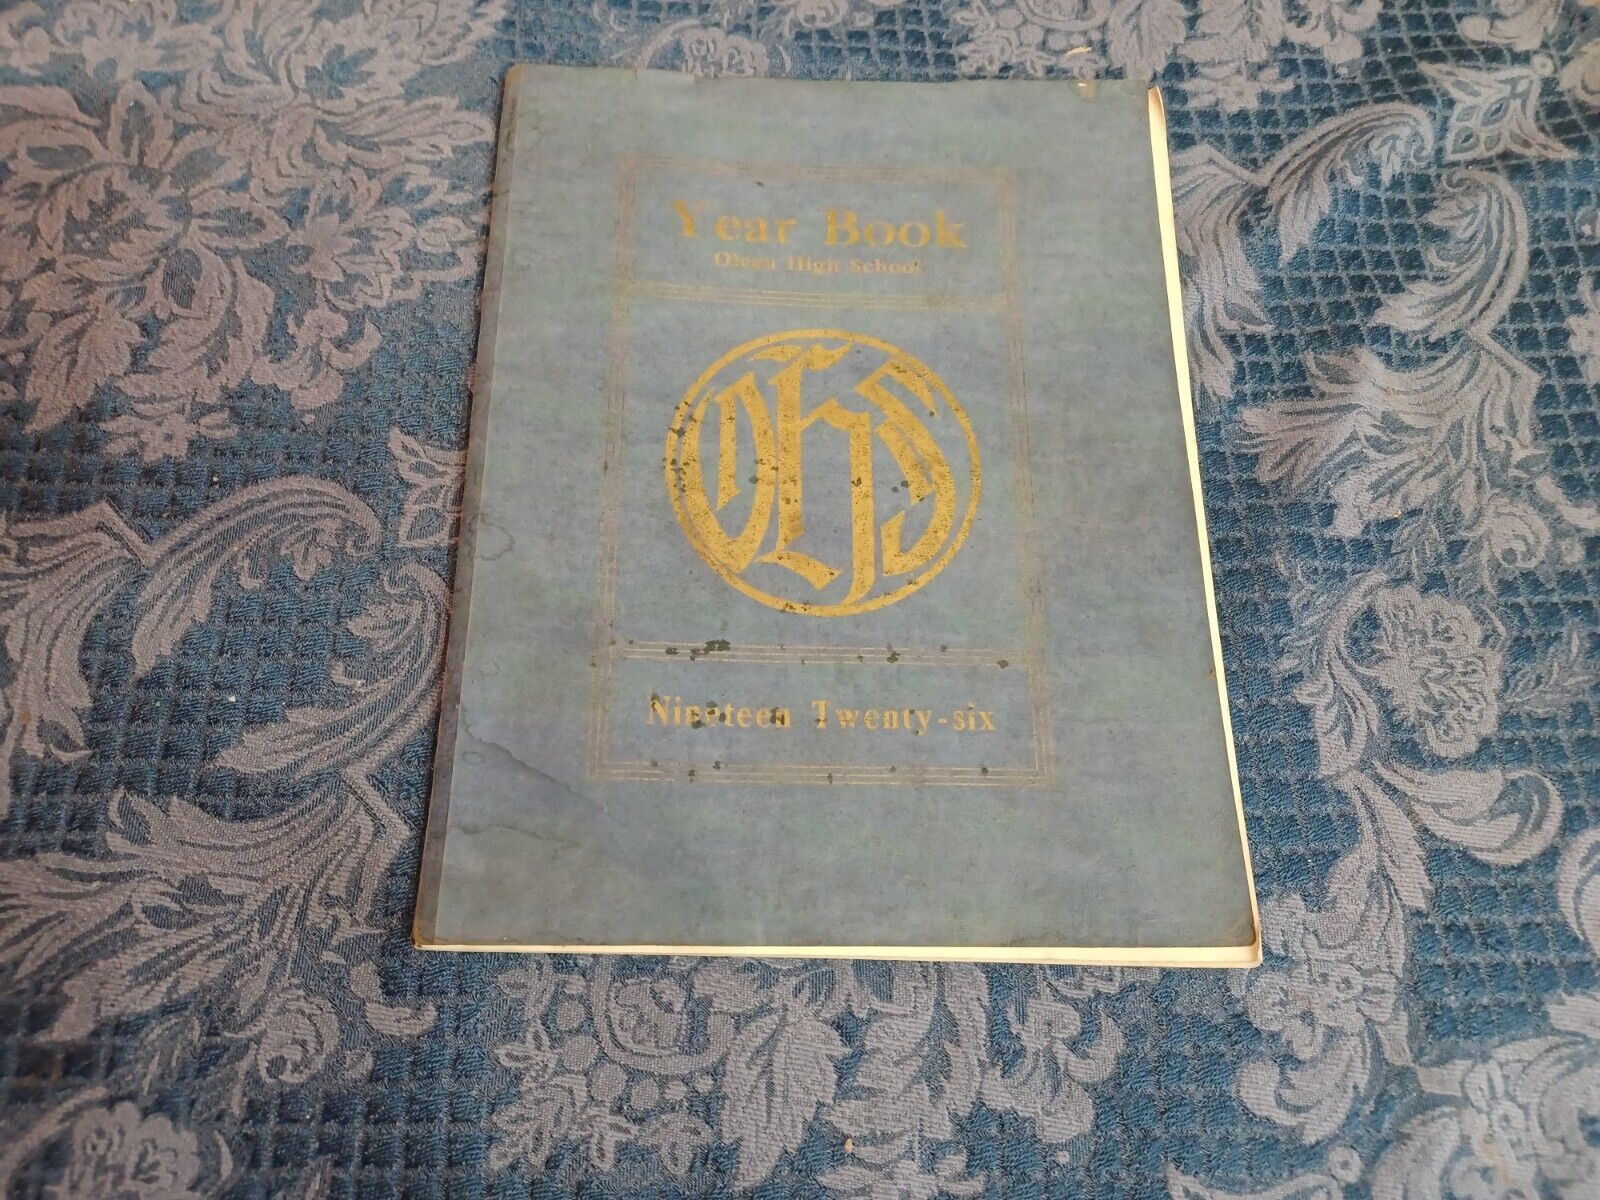 Year Book
Olean High School
OHS
Nineteen Twenty-six